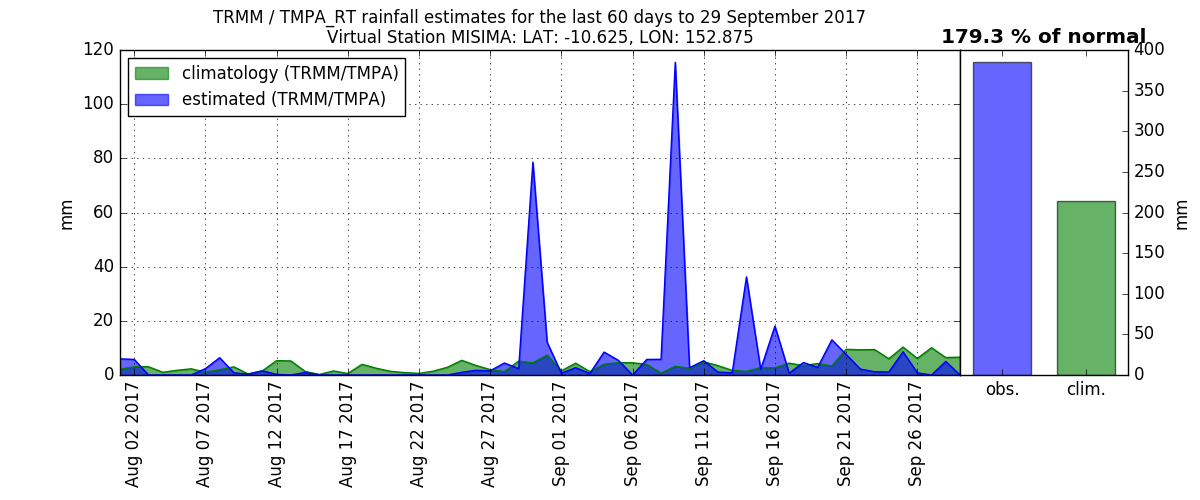 TRMM / TMPA_RT rainfall estimates for the last 60 days to 29 September 2017
Virtual Station MISIMA: LAT: -10.625, LON: 152.875
179.3 % of normal
climatology (TRMM/TMPA)
estimated (TRMM/TMPA)
120
100
80
60
40
20
0
mm
400
350
300
250
200
150
100
50
0
mm
Aug 02 2017
Aug 07 2017
Aug 12 2017
Aug 17 2017
Aug 22 2017
Aug 27 2017
Sep 01 2017
Sep 06 2017
Sep 11 2017
Sep 16 2017
Sep 21 2017
Sep 26 2017
obs.
clim.